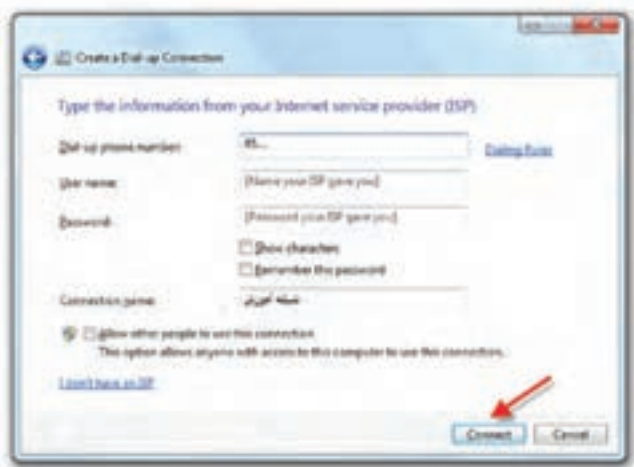 Create a Dial-up Connection
Type the information from your Internet service provider (ISP)
Dial-up phone number:
Dialing Rules
User name: [Name your ISP gave you]
Password: [Password your ISP gave you]
Show characters
Remember this password
Connection name: شبکه آموزش
Allow other people to use this connection
This option allows anyone with access to this computer to use this connection.
I don't have an ISP
Connect Cancel